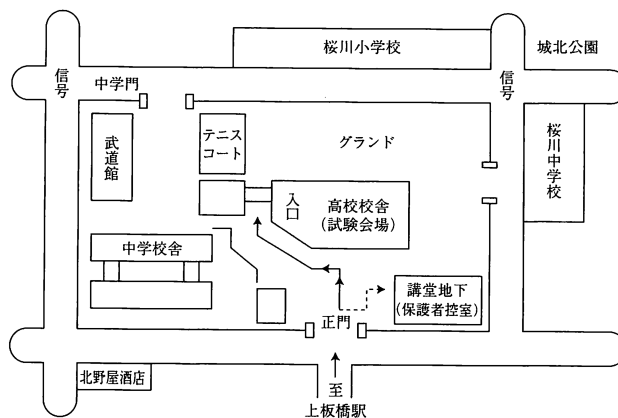 桜川小学校
城北公園
信号
中学門
信号
武道館
テニス
コート
グランド
桜川中学校
入口
高校校舎
(試験会場)
中学校舎
講堂地下
(保護者控室)
正門
北野屋酒店
至
上板橋駅